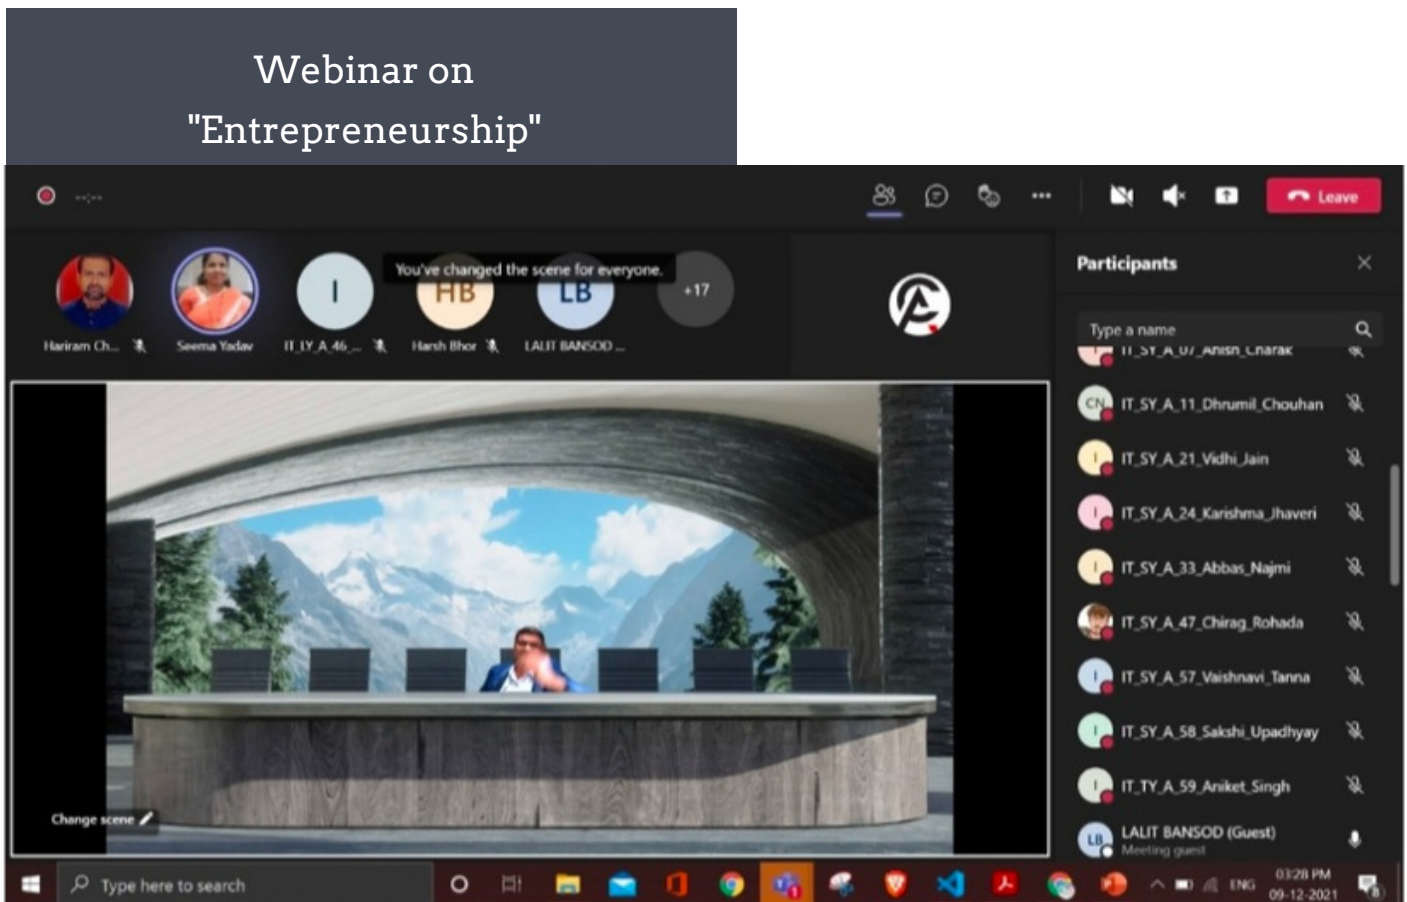 Webinar on
"Entrepreneurship"
--:--
Leave
You've changed the scene for everyone.
I
HB
LB
+17
Hariram Ch...
Seema Yadav
IT_LY_A_46_...
Harsh Bhor
LALIT BANSOD ...
Participants
Type a name
IT_SY_A_07_Anish_Charak
CN IT_SY_A_11_Dhrumil_Chouhan
I IT_SY_A_21_Vidhi_Jain
I IT_SY_A_24_Karishma_Jhaveri
I IT_SY_A_33_Abbas_Najmi
IT_SY_A_47_Chirag_Rohada
I IT_SY_A_57_Vaishnavi_Tanna
I IT_SY_A_58_Sakshi_Upadhyay
I IT_TY_A_59_Aniket_Singh
LB LALIT BANSOD (Guest)
Meeting guest
Change scene
Type here to search
ENG
03:28 PM
09-12-2021